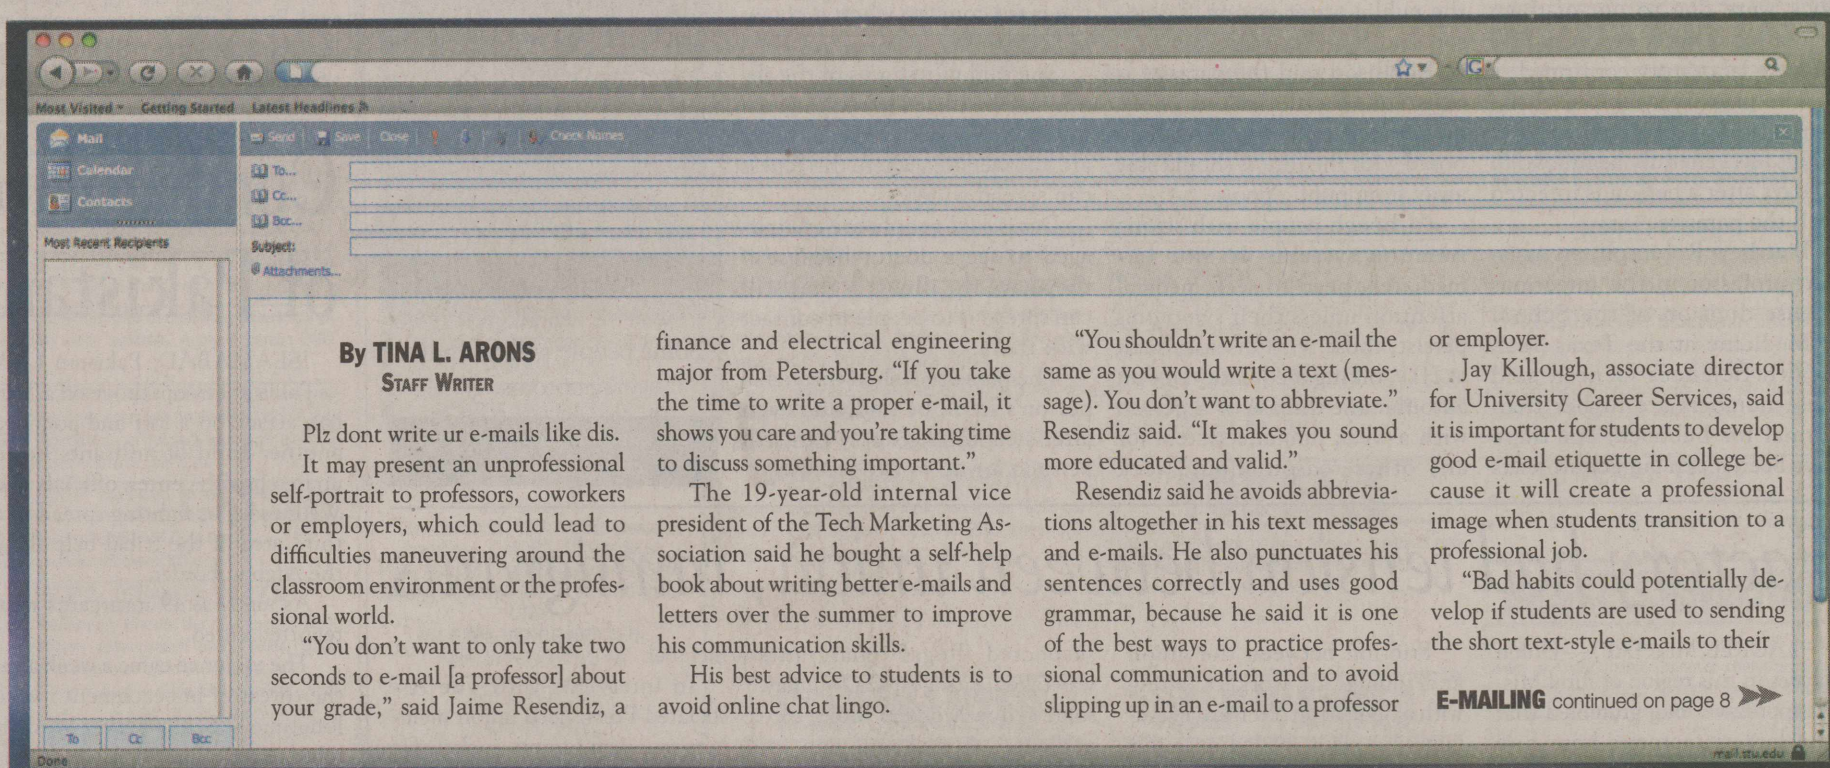 Most Visited Getting Started Latest Headlines
Mail
Calendar
Contacts
Most Recent Recipients
Send Save Close Check Names
To...
Cc...
Bcc...
Subject:
Attachments...
By TINA L. ARONS
STAFF WRITER
Plz dont write ur e-mails like dis.
It may present an unprofessional
self-portrait to professors, coworkers
or employers, which could lead to
difficulties maneuvering around the
classroom environment or the profes-
sional world.
“You don’t want to only take two
seconds to e-mail [a professor] about
your grade,” said Jaime Resendiz, a
finance and electrical engineering
major from Petersburg. “If you take
the time to write a proper e-mail, it
shows you care and you’re taking time
to discuss something important.”
The 19-year-old internal vice
president of the Tech Marketing As-
sociation said he bought a self-help
book about writing better e-mails and
letters over the summer to improve
his communication skills.
His best advice to students is to
avoid online chat lingo.
“You shouldn’t write an e-mail the
same as you would write a text (mes-
sage). You don’t want to abbreviate.”
Resendiz said. “It makes you sound
more educated and valid.”
Resendiz said he avoids abbrevia-
tions altogether in his text messages
and e-mails. He also punctuates his
sentences correctly and uses good
grammar, because he said it is one
of the best ways to practice profes-
sional communication and to avoid
slipping up in an e-mail to a professor
or employer.
Jay Killough, associate director
for University Career Services, said
it is important for students to develop
good e-mail etiquette in college be-
cause it will create a professional
image when students transition to a
professional job.
“Bad habits could potentially de-
velop if students are used to sending
the short text-style e-mails to their
E-MAILING continued on page 8
To Cc Bcc
Done
mail.ttu.edu